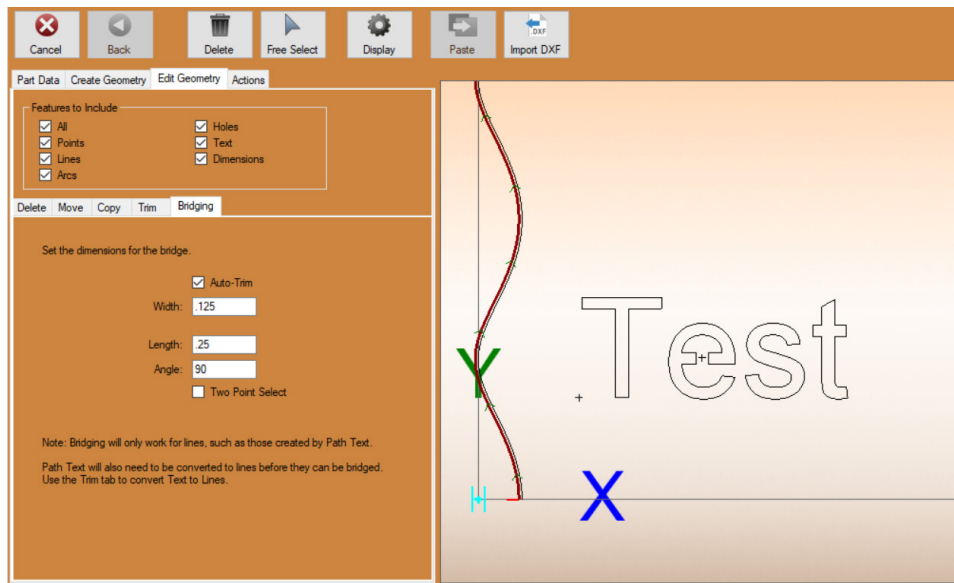 .DXF
Cancel Back Delete Free Select Display Paste Import DXF
Part Data Create Geometry Edit Geometry Actions
Features to Include
All Holes
Points Text
Lines Dimensions
Arcs
Delete Move Copy Trim Bridging
Set the dimensions for the bridge.
Auto-Trim
Width: .125
Length: .25
Angle: 90
Two Point Select
Note: Bridging will only work for lines, such as those created by Path Text.
Path Text will also need to be converted to lines before they can be bridged.
Use the Trim tab to convert Text to Lines.
Test
Y
H
X